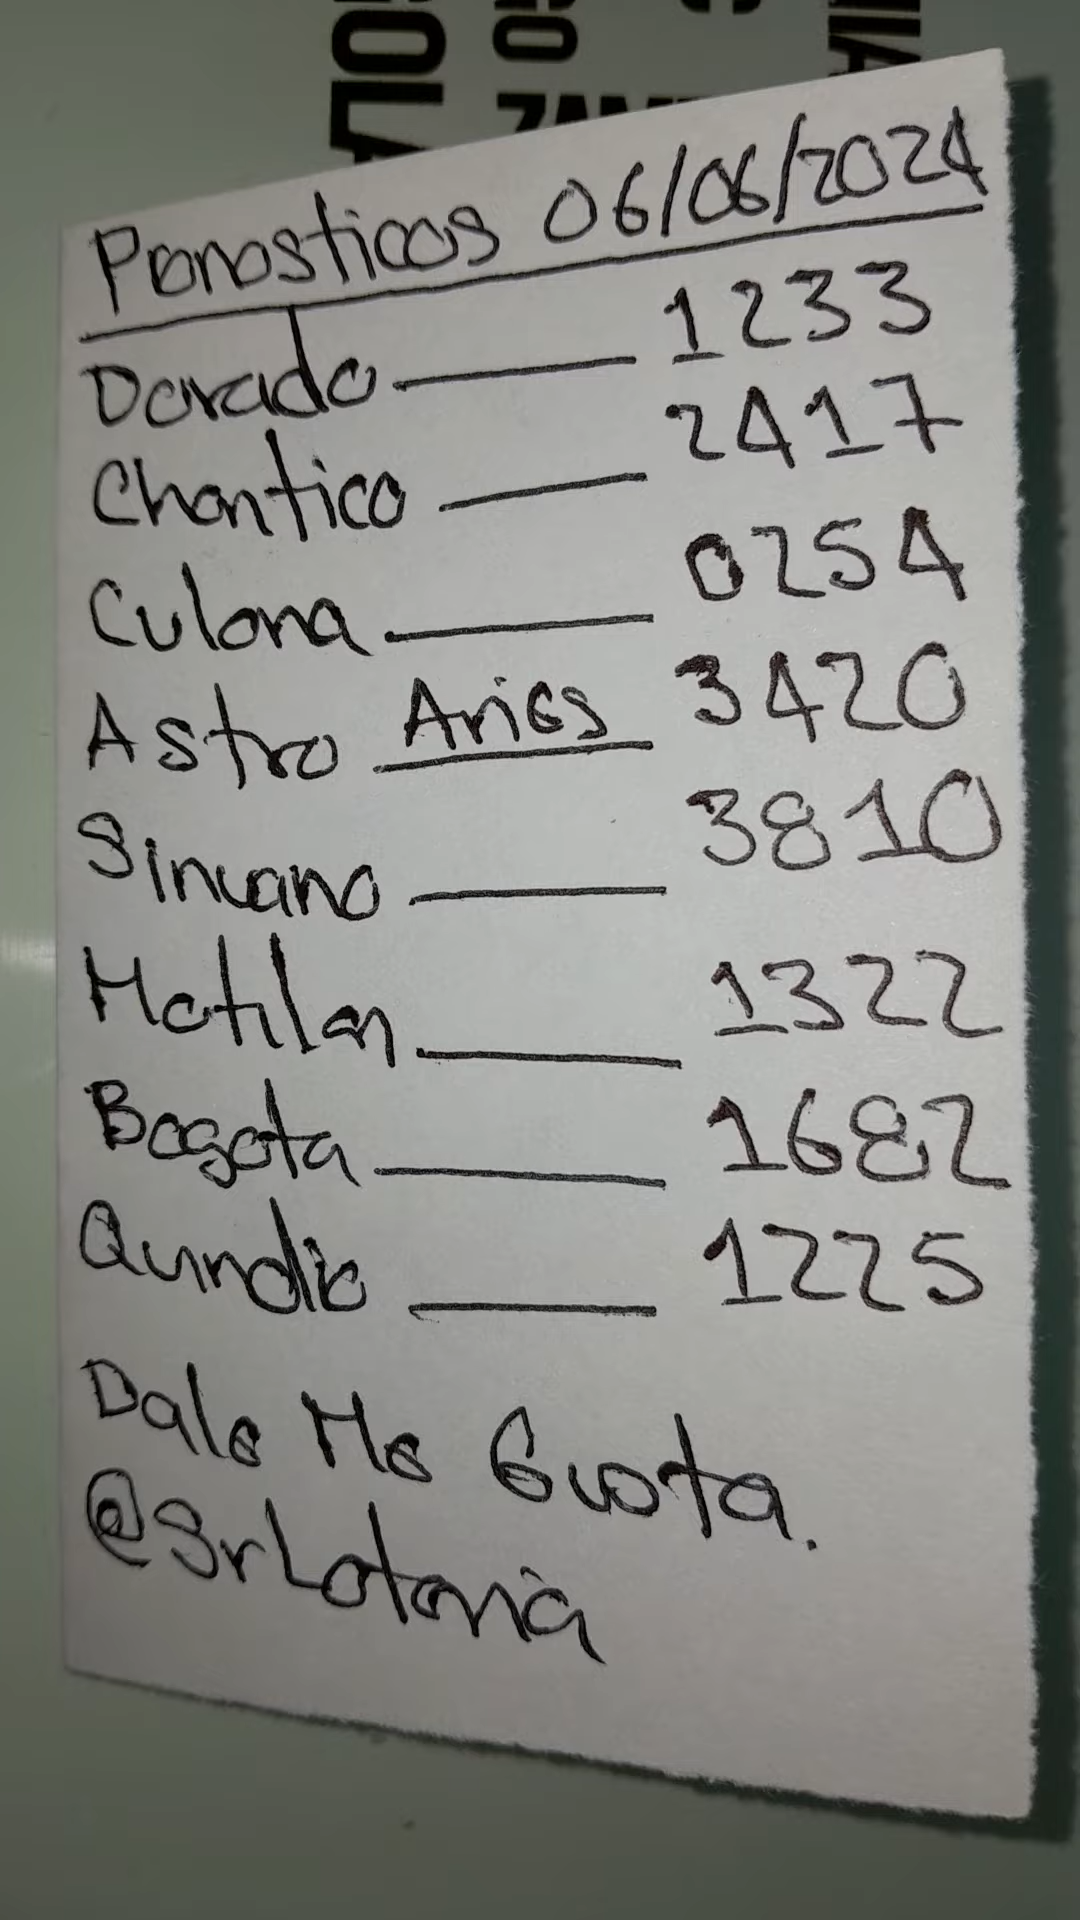 Pronosticos 06/06/2024
Dorado 1233
Chontico 2417
Culona 0254
Astro Aries 3420
Sinuano 3810
Motilon 1322
Bogota 1682
Quindio 1225
Dale Me Gusta.
@SrLoteria